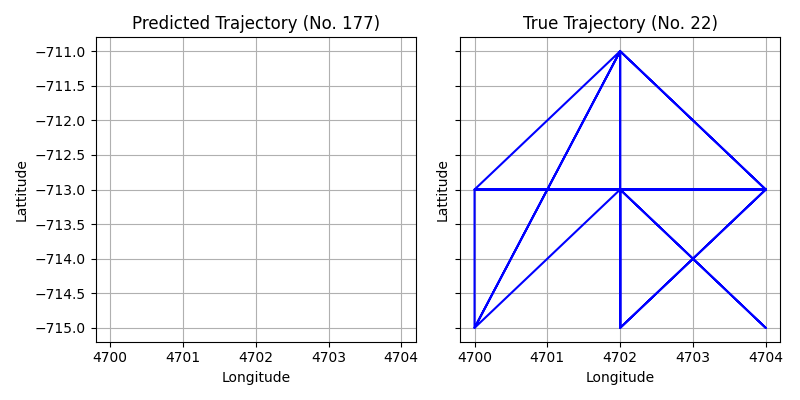 Predicted Trajectory (No. 177)
−711.0
−711.5
−712.0
−712.5
−713.0
−713.5
−714.0
−714.5
−715.0
Lattitude
4700 4701 4702 4703 4704
Longitude
True Trajectory (No. 22)
Lattitude
4700 4701 4702 4703 4704
Longitude